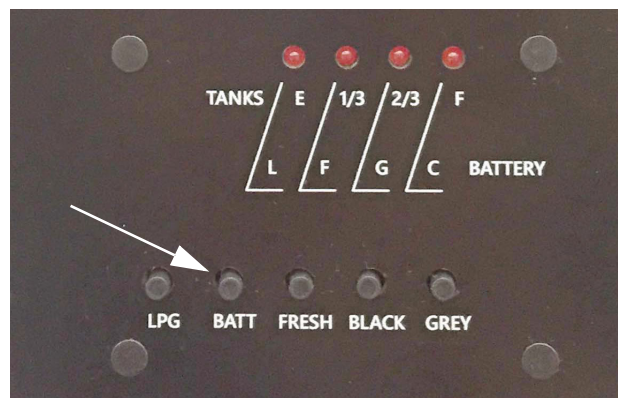 TANKS E 1/3 2/3 F
L F G C BATTERY
LPG BATT FRESH BLACK GREY